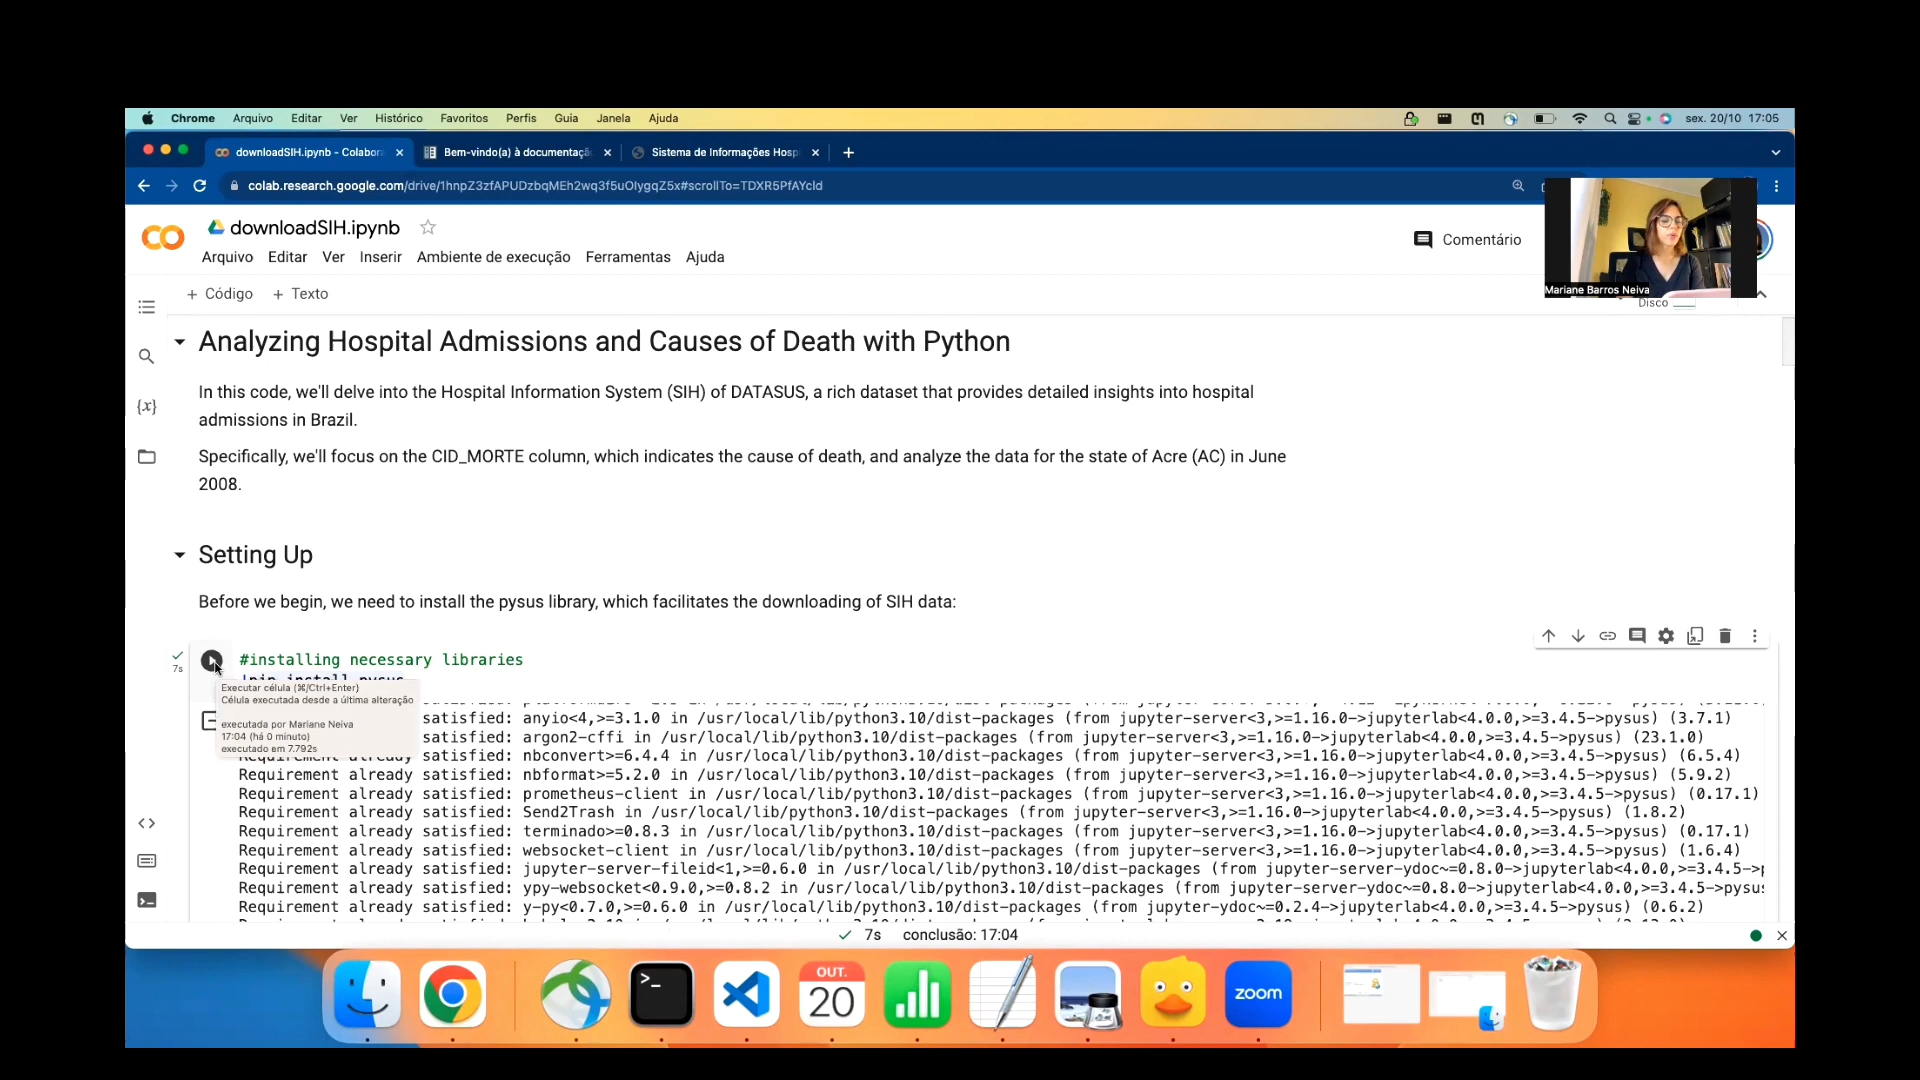 Chrome Arquivo Editar Ver Histórico Favoritos Perfis Guia Janela Ajuda sex. 20/10 17:05
downloadSIH.ipynb - Colabor Bem-vindo(a) à documentaçã Sistema de Informações Hosp
colab.research.google.com/drive/1hnpZ3zfAPUDzbqMEh2wq3f5uOlygqZ5x#scrollTo=TDXR5PfAYcld
downloadSIH.ipynb
Comentário
Arquivo Editar Ver Inserir Ambiente de execução Ferramentas Ajuda
Mariane Barros Neiva
+ Código + Texto
Disco
Analyzing Hospital Admissions and Causes of Death with Python
In this code, we'll delve into the Hospital Information System (SIH) of DATASUS, a rich dataset that provides detailed insights into hospital
admissions in Brazil.
Specifically, we'll focus on the CID_MORTE column, which indicates the cause of death, and analyze the data for the state of Acre (AC) in June
2008.
Setting Up
Before we begin, we need to install the pysus library, which facilitates the downloading of SIH data:
7s
#installing necessary libraries
!pip install pysus
Executar célula (⌘/Ctrl+Enter)
Célula executada desde a última alteração
executada por Mariane Neiva
17:04 (há 0 minuto)
executado em 7.792s
satisfied: anyio<4,>=3.1.0 in /usr/local/lib/python3.10/dist-packages (from jupyter-server<3,>=1.16.0->jupyterlab<4.0.0,>=3.4.5->pysus) (3.7.1)
satisfied: argon2-cffi in /usr/local/lib/python3.10/dist-packages (from jupyter-server<3,>=1.16.0->jupyterlab<4.0.0,>=3.4.5->pysus) (23.1.0)
Requirement already satisfied: nbconvert>=6.4.4 in /usr/local/lib/python3.10/dist-packages (from jupyter-server<3,>=1.16.0->jupyterlab<4.0.0,>=3.4.5->pysus) (6.5.4)
Requirement already satisfied: nbformat>=5.2.0 in /usr/local/lib/python3.10/dist-packages (from jupyter-server<3,>=1.16.0->jupyterlab<4.0.0,>=3.4.5->pysus) (5.9.2)
Requirement already satisfied: prometheus-client in /usr/local/lib/python3.10/dist-packages (from jupyter-server<3,>=1.16.0->jupyterlab<4.0.0,>=3.4.5->pysus) (0.17.1)
Requirement already satisfied: Send2Trash in /usr/local/lib/python3.10/dist-packages (from jupyter-server<3,>=1.16.0->jupyterlab<4.0.0,>=3.4.5->pysus) (1.8.2)
Requirement already satisfied: terminado>=0.8.3 in /usr/local/lib/python3.10/dist-packages (from jupyter-server<3,>=1.16.0->jupyterlab<4.0.0,>=3.4.5->pysus) (0.17.1)
Requirement already satisfied: websocket-client in /usr/local/lib/python3.10/dist-packages (from jupyter-server<3,>=1.16.0->jupyterlab<4.0.0,>=3.4.5->pysus) (1.6.4)
Requirement already satisfied: jupyter-server-fileid<1,>=0.6.0 in /usr/local/lib/python3.10/dist-packages (from jupyter-server-ydoc~=0.8.0->jupyterlab<4.0.0,>=3.4.5->p
Requirement already satisfied: ypy-websocket<0.9.0,>=0.8.2 in /usr/local/lib/python3.10/dist-packages (from jupyter-server-ydoc~=0.8.0->jupyterlab<4.0.0,>=3.4.5->pysus
Requirement already satisfied: y-py<0.7.0,>=0.6.0 in /usr/local/lib/python3.10/dist-packages (from jupyter-ydoc~=0.2.4->jupyterlab<4.0.0,>=3.4.5->pysus) (0.6.2)
7s conclusão: 17:04
OUT.
20
zoom